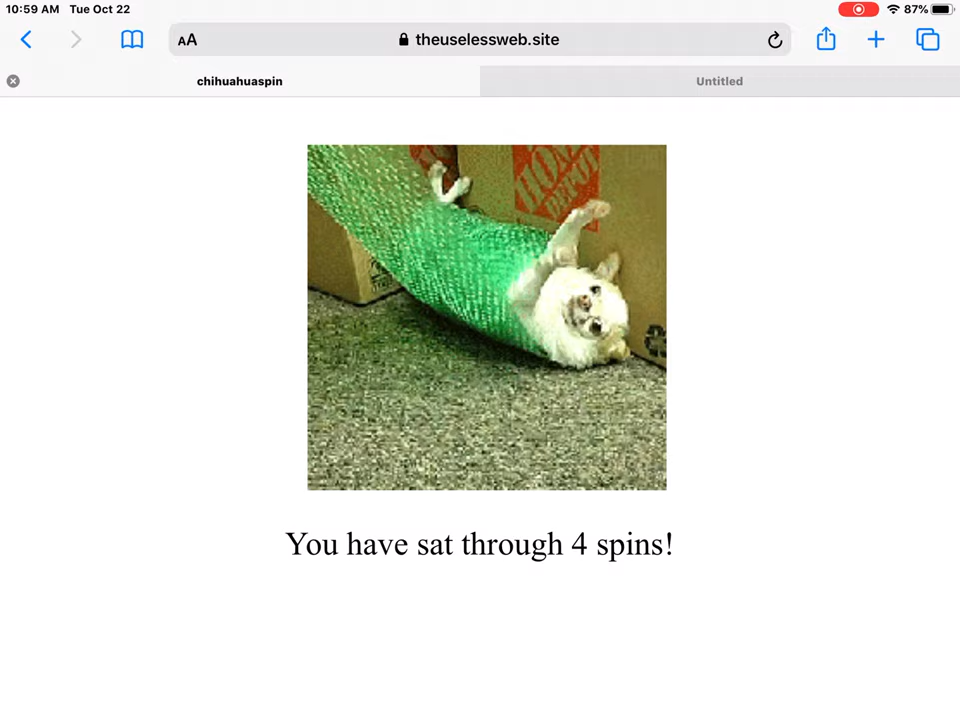 10:59 AM Tue Oct 22
87%
AA
theuselessweb.site
chihuahuaspin
Untitled
You have sat through 4 spins!